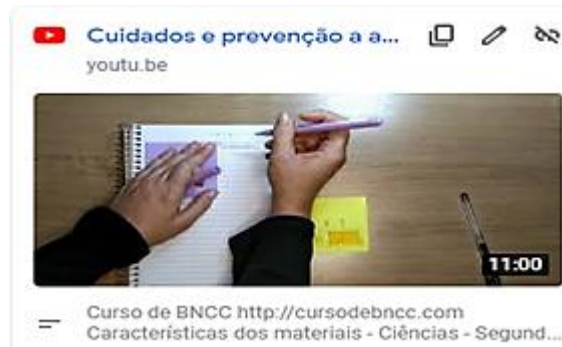 Cuidados e prevenção a a...
youtu.be
11:00
Curso de BNCC http://cursodebncc.com
Características dos materiais - Ciências - Segund...